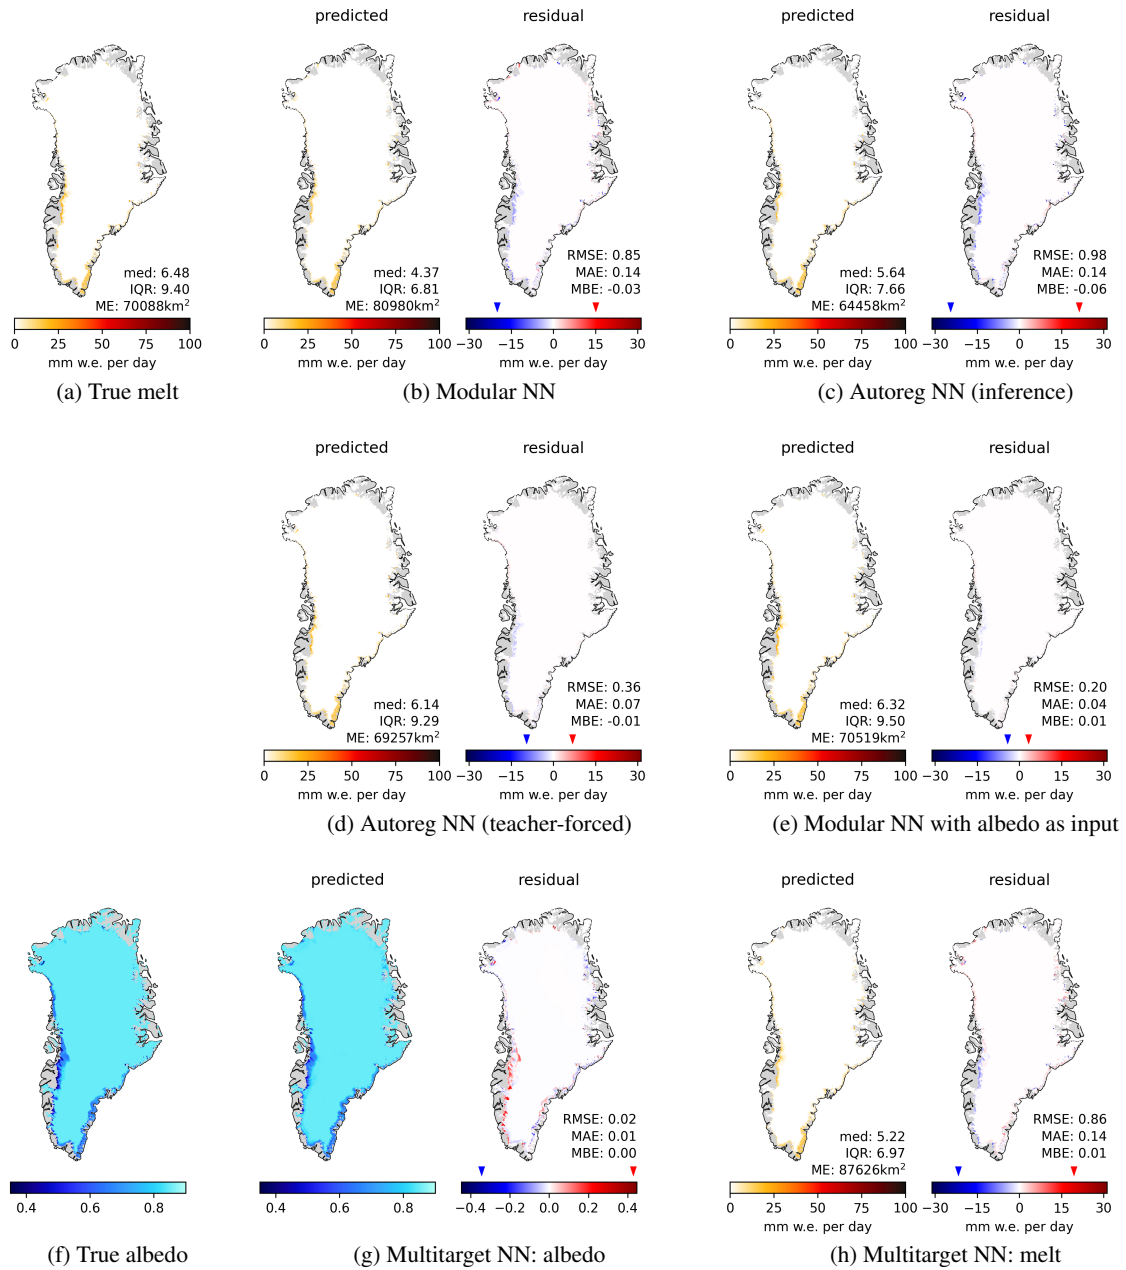 predicted residual predicted residual
med: 6.48
IQR: 9.40
ME: 70088km²
0 25 50 75 100
mm w.e. per day
(a) True melt
med: 4.37
IQR: 6.81
ME: 80980km²
0 25 50 75 100
mm w.e. per day
RMSE: 0.85
MAE: 0.14
MBE: -0.03
−30 −15 0 15 30
mm w.e. per day
(b) Modular NN
med: 5.64
IQR: 7.66
ME: 64458km²
0 25 50 75 100
mm w.e. per day
RMSE: 0.98
MAE: 0.14
MBE: -0.06
−30 −15 0 15 30
mm w.e. per day
(c) Autoreg NN (inference)
predicted residual predicted residual
med: 6.14
IQR: 9.29
ME: 69257km²
0 25 50 75 100
mm w.e. per day
RMSE: 0.36
MAE: 0.07
MBE: -0.01
−30 −15 0 15 30
mm w.e. per day
(d) Autoreg NN (teacher-forced)
med: 6.32
IQR: 9.50
ME: 70519km²
0 25 50 75 100
mm w.e. per day
RMSE: 0.20
MAE: 0.04
MBE: 0.01
−30 −15 0 15 30
mm w.e. per day
(e) Modular NN with albedo as input
predicted residual predicted residual
0.4 0.6 0.8
(f) True albedo
0.4 0.6 0.8
RMSE: 0.02
MAE: 0.01
MBE: 0.00
−0.4 −0.2 0.0 0.2 0.4
(g) Multitarget NN: albedo
med: 5.22
IQR: 6.97
ME: 87626km²
0 25 50 75 100
mm w.e. per day
RMSE: 0.86
MAE: 0.14
MBE: 0.01
−30 −15 0 15 30
mm w.e. per day
(h) Multitarget NN: melt